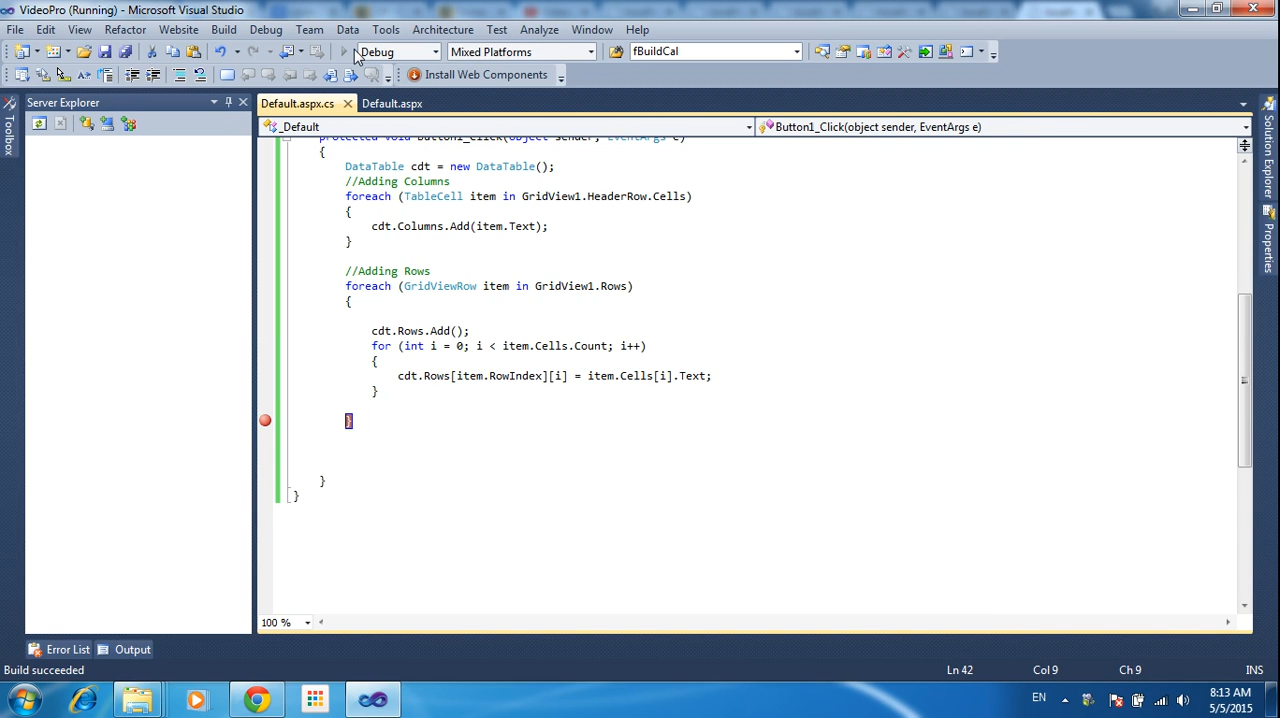 VideoPro (Running) - Microsoft Visual Studio
File Edit View Refactor Website Build Debug Team Data Tools Architecture Test Analyze Window Help
Debug Mixed Platforms fBuildCal
Install Web Components
Server Explorer Default.aspx.cs Default.aspx
_Default Button1_Click(object sender, EventArgs e)
protected void Button1_Click(object sender, EventArgs e)
{
DataTable cdt = new DataTable();
//Adding Columns
foreach (TableCell item in GridView1.HeaderRow.Cells)
{
cdt.Columns.Add(item.Text);
}
//Adding Rows
foreach (GridViewRow item in GridView1.Rows)
{
cdt.Rows.Add();
for (int i = 0; i < item.Cells.Count; i++)
{
cdt.Rows[item.RowIndex][i] = item.Cells[i].Text;
}
}
}
}
Toolbox
Solution Explorer
Properties
100 %
Error List Output
Build succeeded Ln 42 Col 9 Ch 9 INS
EN 8:13 AM
5/5/2015